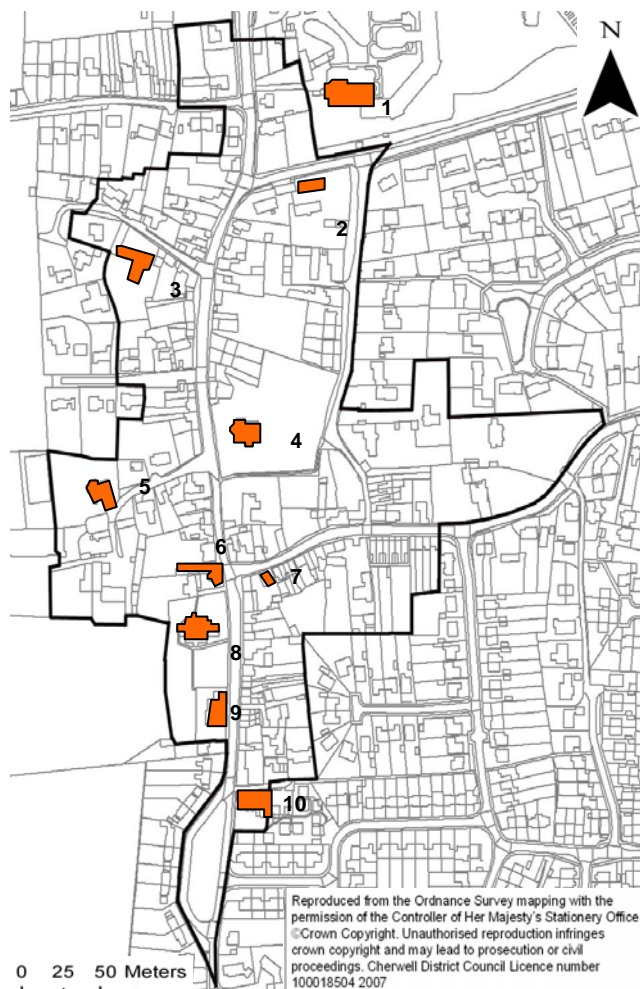 N
1
2
3
4
5
6
7
8
9
10
Reproduced from the Ordnance Survey mapping with the
permission of the Controller of Her Majesty's Stationery Office
©Crown Copyright. Unauthorised reproduction infringes
crown copyright and may lead to prosecution or civil
proceedings. Cherwell District Council Licence number
100018504 2007
0 25 50 Meters